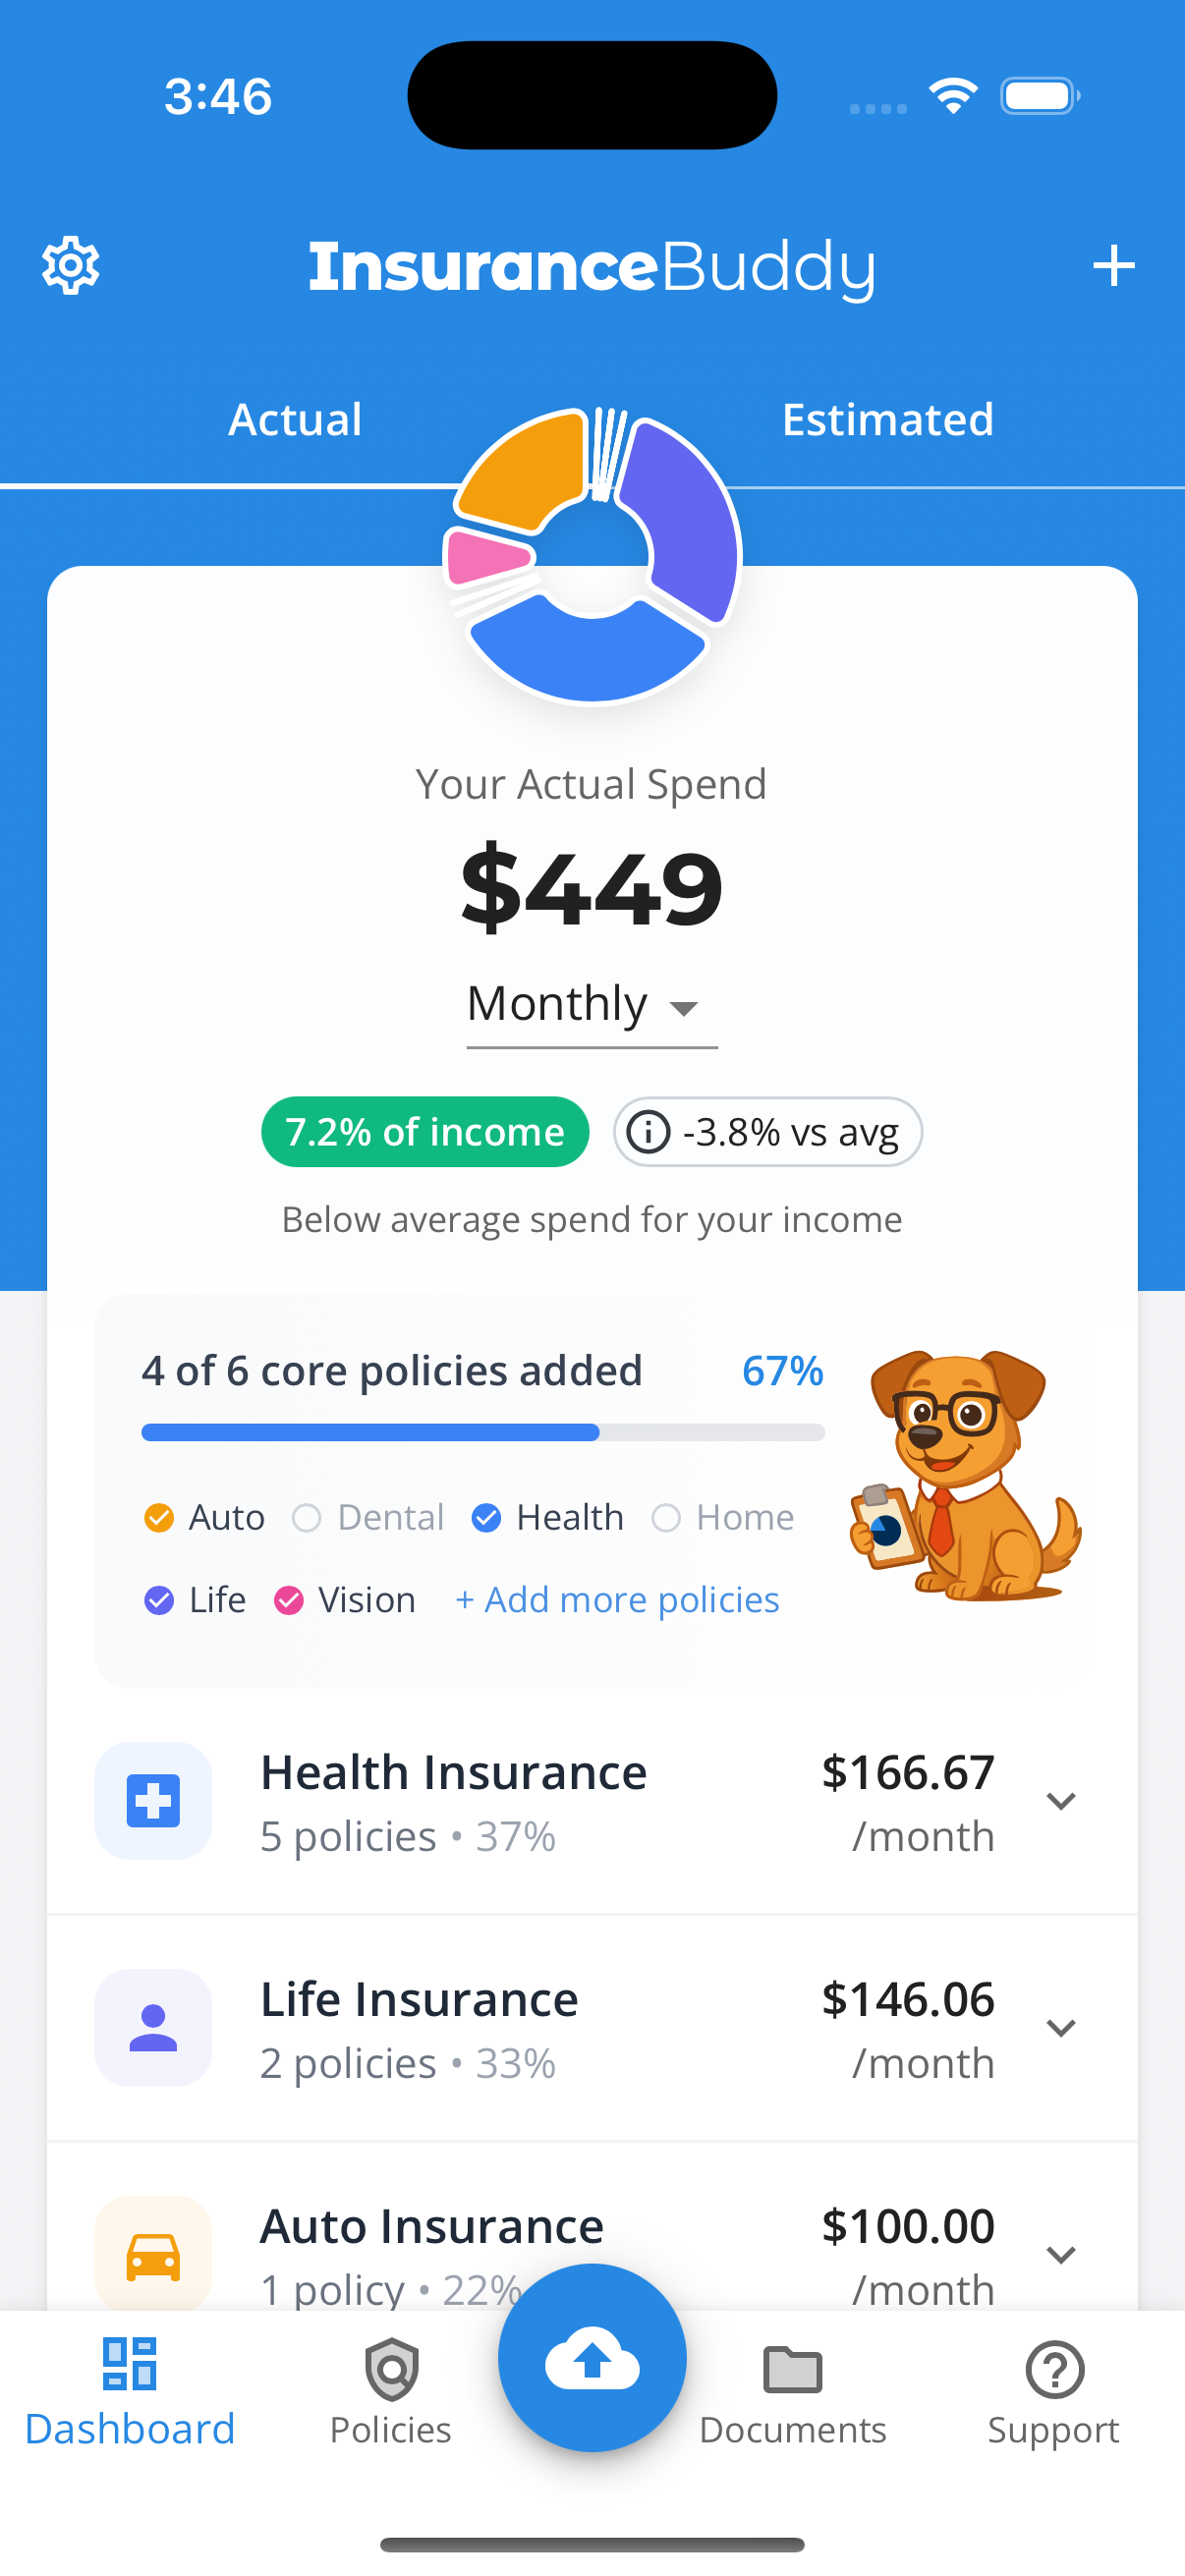 3:46
InsuranceBuddy
Actual
Estimated
Your Actual Spend
$449
Monthly
7.2% of income
-3.8% vs avg
Below average spend for your income
4 of 6 core policies added 67%
Auto Dental Health Home
Life Vision + Add more policies
Health Insurance $166.67
5 policies • 37% /month
Life Insurance $146.06
2 policies • 33% /month
Auto Insurance $100.00
1 policy • 22% /month
Dashboard Policies Documents Support